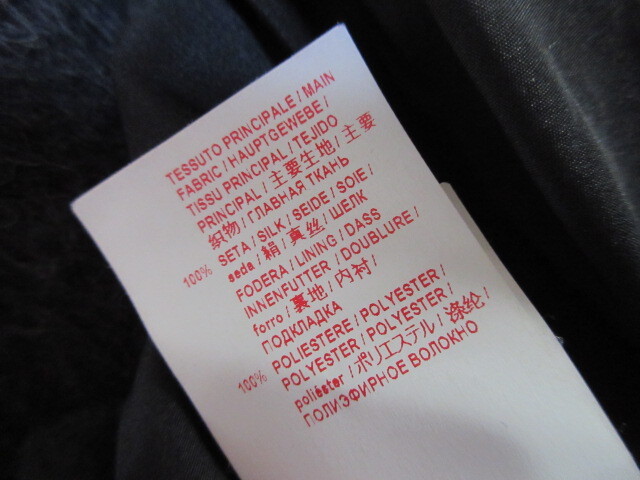 TESSUTO PRINCIPALE / MAIN
FABRIC / HAUPTGEWEBE /
TISSU PRINCIPAL / TEJIDO
PRINCIPAL / 主要生地 / 主要
织物 / ГЛАВНАЯ ТКАНЬ
100% SETA / SILK / SEIDE / SOIE /
seda / 絹 / 真丝 / ШЕЛК
FODERA / LINING / DASS
INNENFUTTER / DOUBLURE /
forro / 裏地 / 内衬 /
ПОДКЛАДКА
100% POLIESTERE / POLYESTER /
POLYESTER / POLYESTER /
poliéster / ポリエステル / 涤纶 /
ПОЛИЭФИРНОЕ ВОЛОКНО